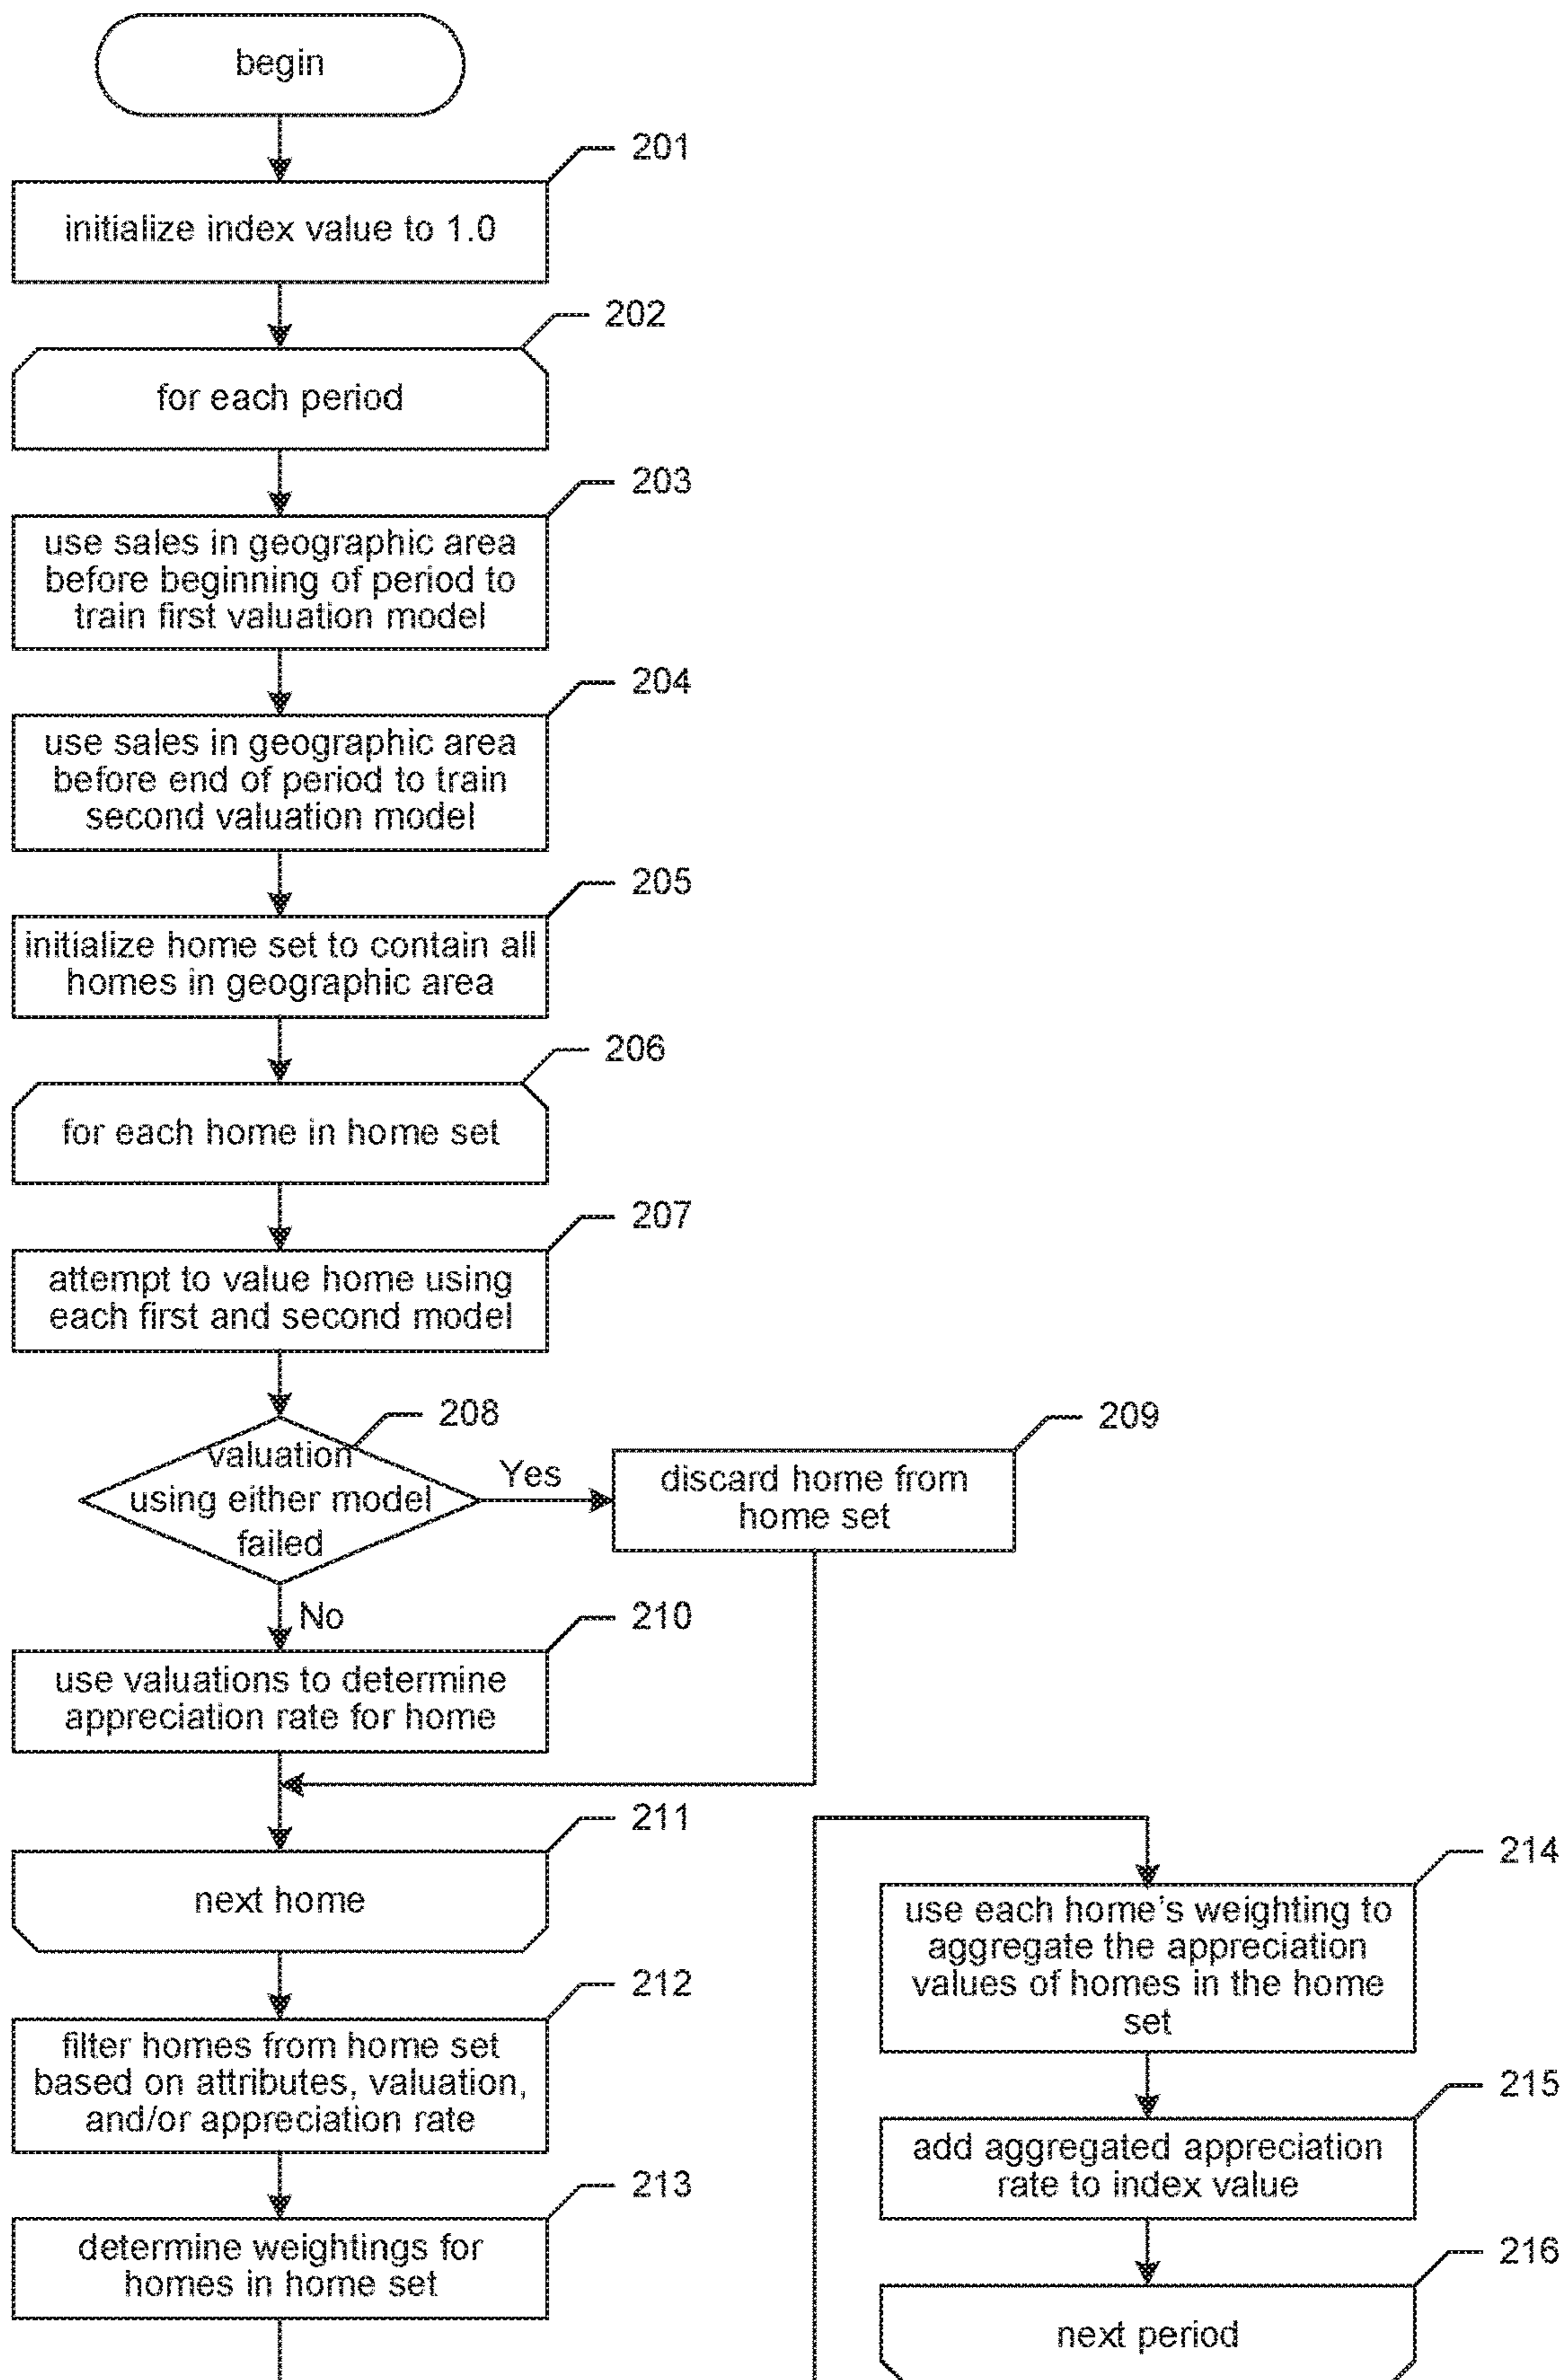 begin
201
initialize index value to 1.0
202
for each period
203
use sales in geographic area
before beginning of period to
train first valuation model
204
use sales in geographic area
before end of period to train
second valuation model
205
initialize home set to contain all
homes in geographic area
206
for each home in home set
207
attempt to value home using
each first and second model
208
valuation
using either model
failed
Yes
209
discard home from
home set
No
210
use valuations to determine
appreciation rate for home
211
next home
212
filter homes from home set
based on attributes, valuation,
and/or appreciation rate
213
determine weightings for
homes in home set
214
use each home's weighting to
aggregate the appreciation
values of homes in the home
set
215
add aggregated appreciation
rate to index value
216
next period